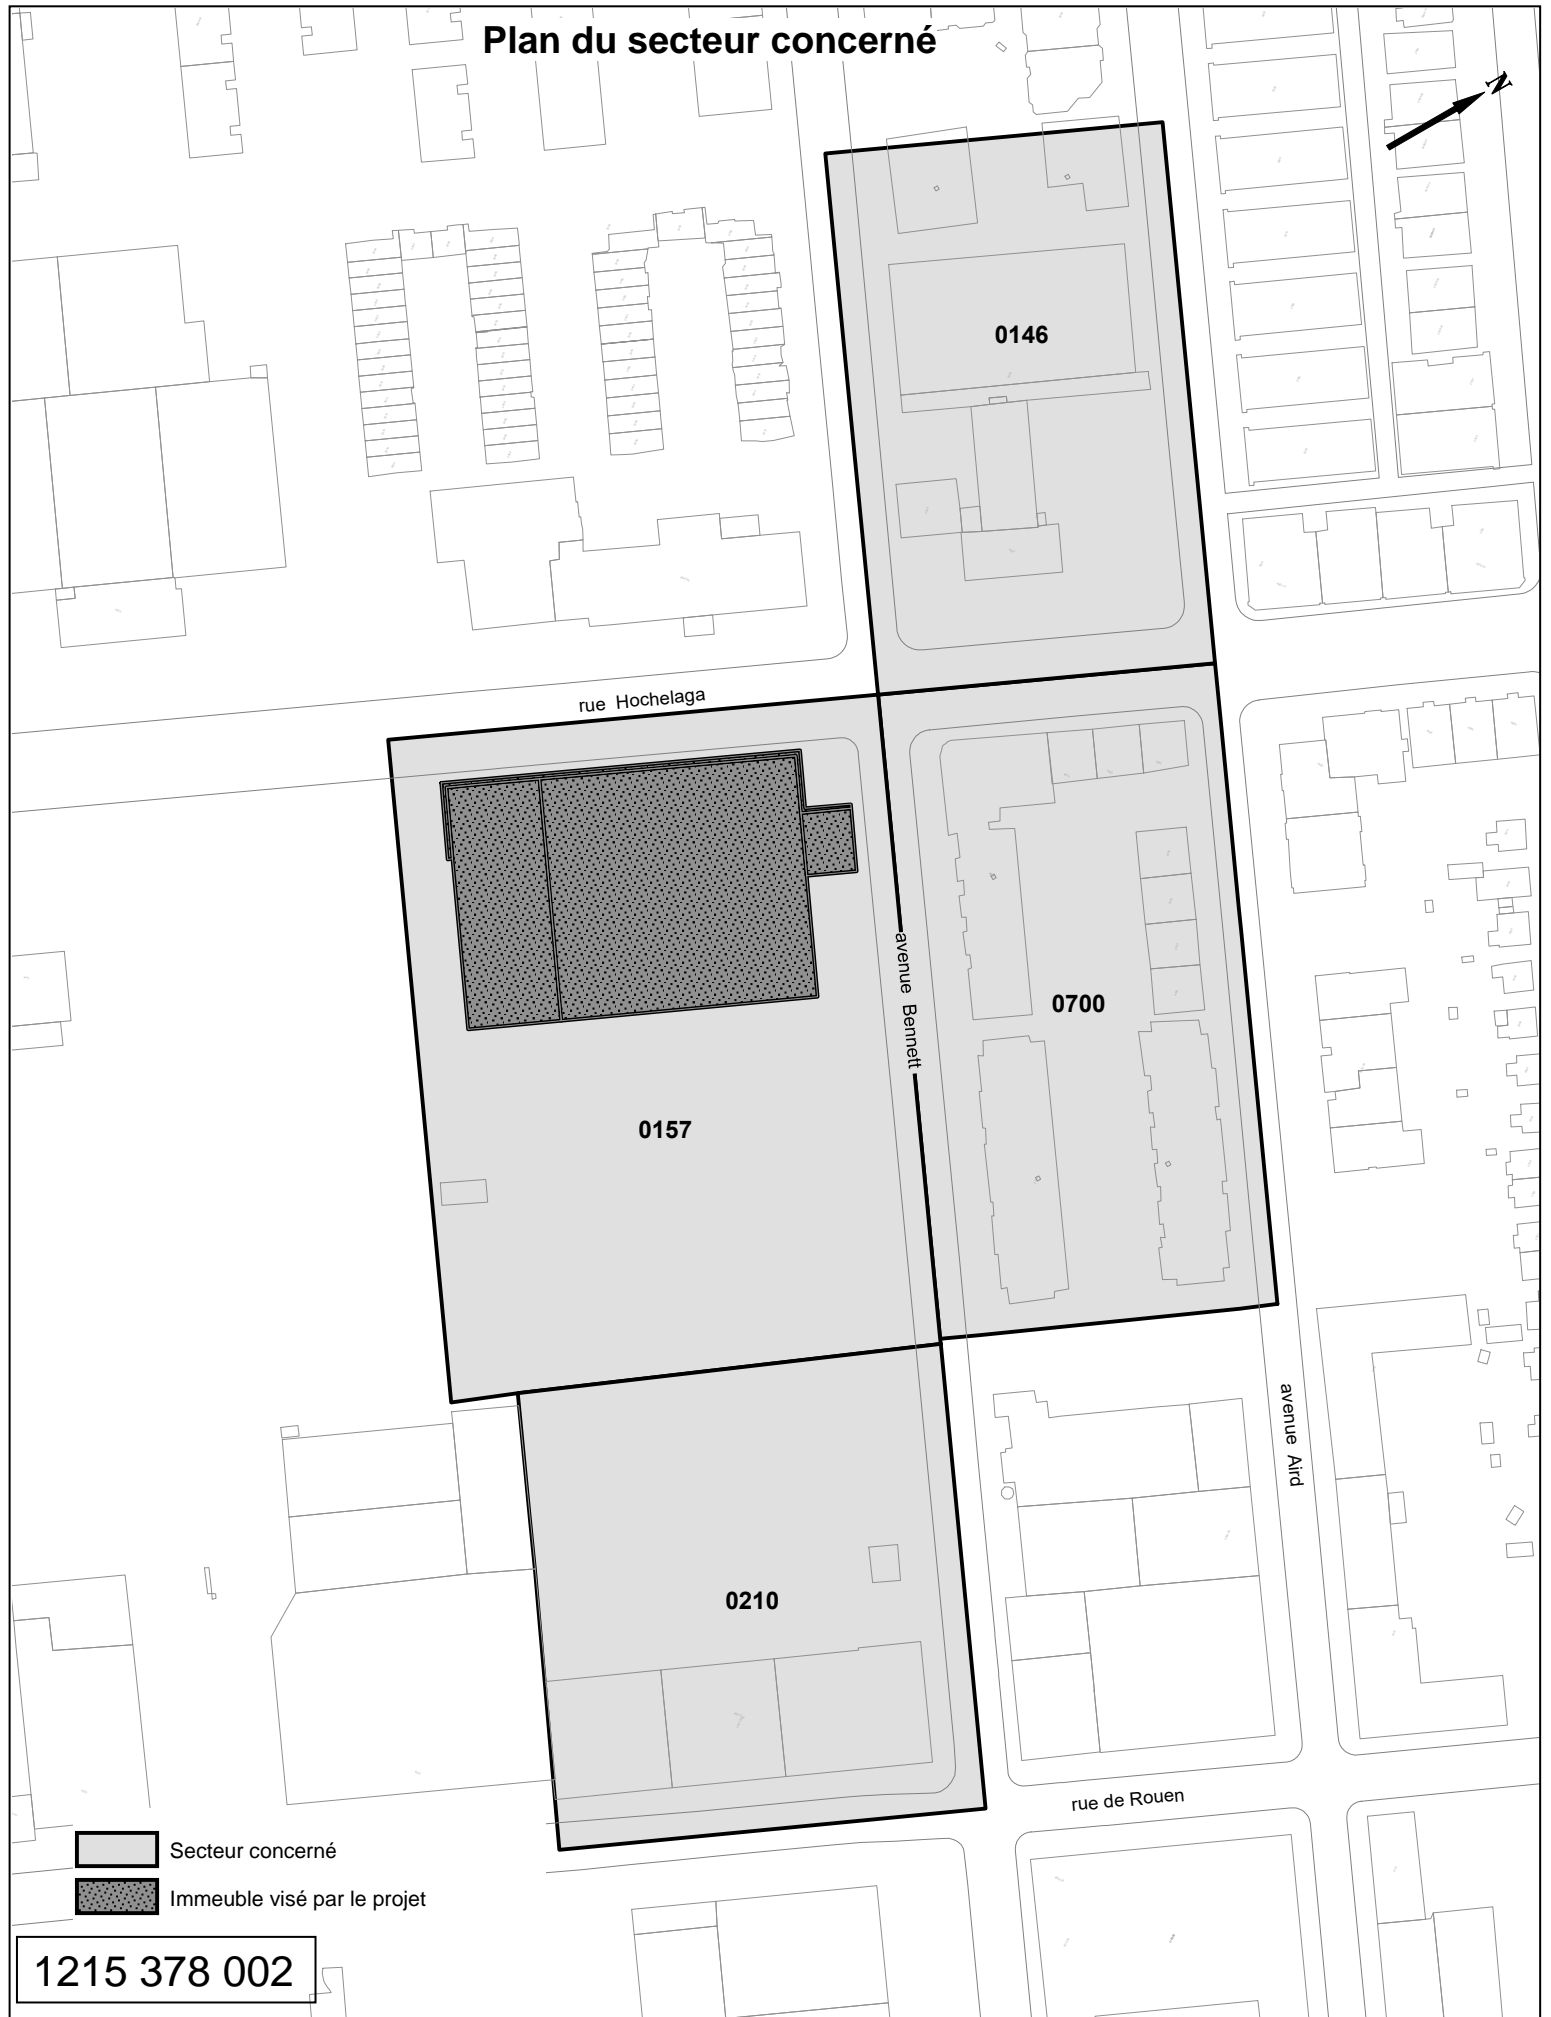 Plan du secteur concerné
N
0146
rue Hochelaga
avenue Bennett
0700
0157
avenue Aird
0210
rue de Rouen
Secteur concerné
Immeuble visé par le projet
1215 378 002